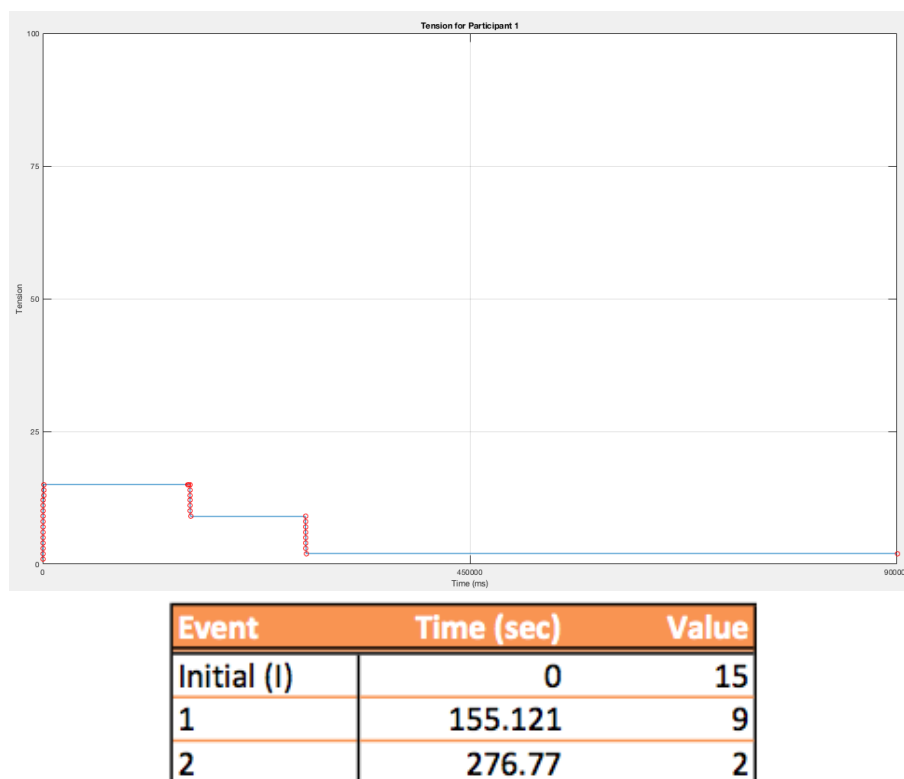 Tension for Participant 1
100
75
50
25
0
Tension
0 450000 90000
Time (ms)
Event Time (sec) Value
Initial (I) 0 15
1 155.121 9
2 276.77 2